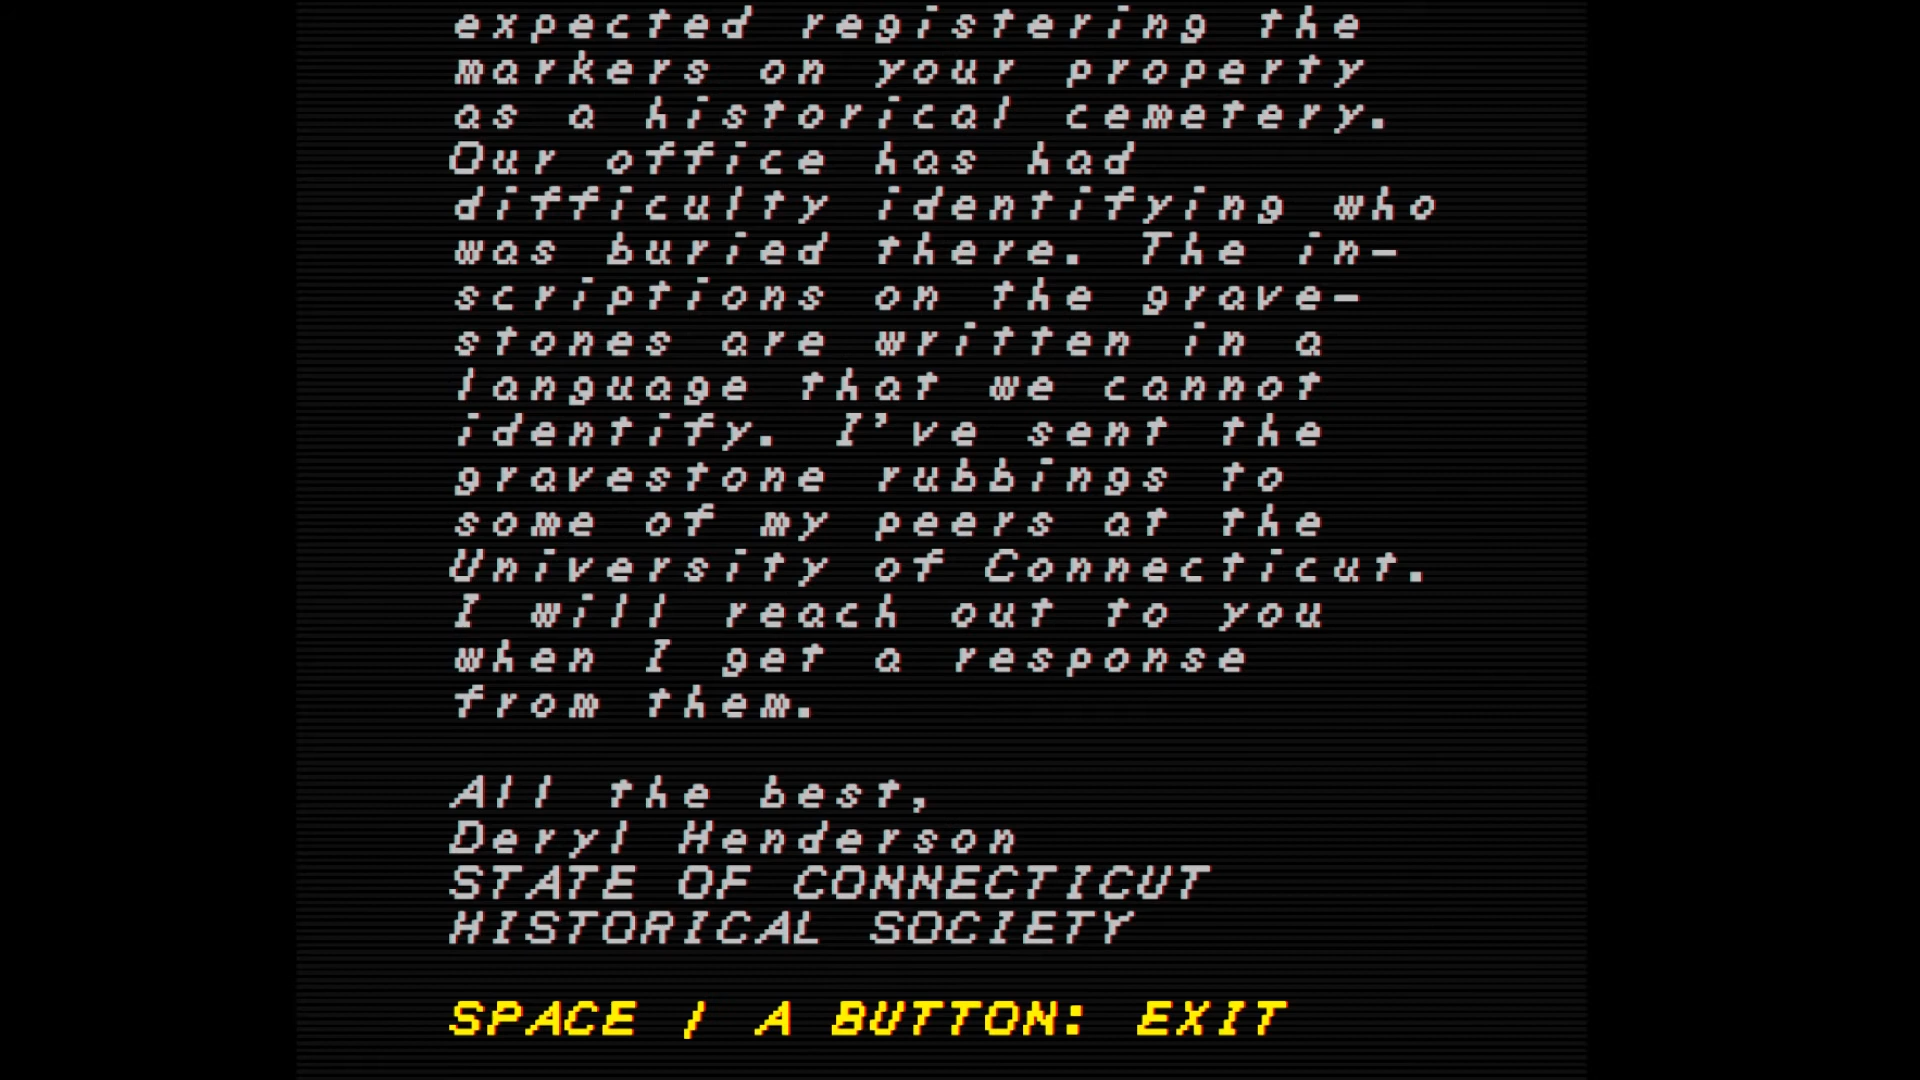 expected registering the
markers on your property
as a historical cemetery.
Our office has had
difficulty identifying who
was buried there. The in-
scriptions on the grave-
stones are written in a
language that we cannot
identify. I've sent the
gravestone rubbings to
some of my peers at the
University of Connecticut.
I will reach out to you
when I get a response
from them.
All the best,
Deryl Henderson
STATE OF CONNECTICUT
HISTORICAL SOCIETY
SPACE / A BUTTON: EXIT